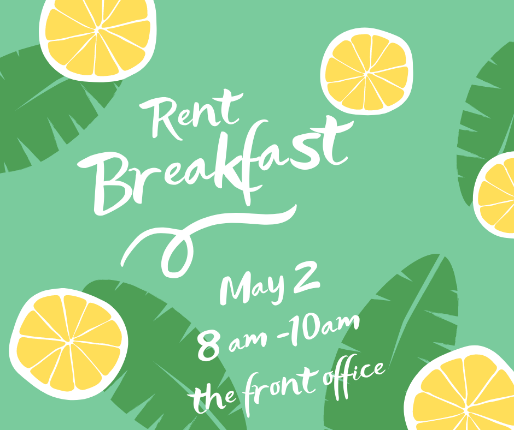 Rent
Breakfast
May 2
8 am -10am
the front office